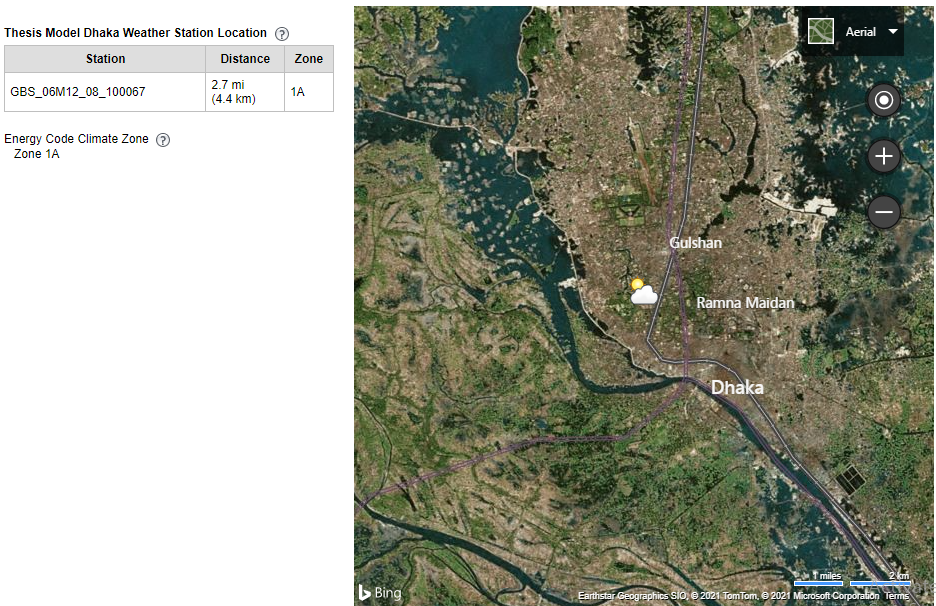 Thesis Model Dhaka Weather Station Location ?
Station Distance Zone
GBS_06M12_08_100067 2.7 mi (4.4 km) 1A
Energy Code Climate Zone ?
Zone 1A
Aerial
Gulshan
Ramna Maidan
Dhaka
1 miles 2 km
Bing
Earthstar Geographics SIO, © 2021 TomTom, © 2021 Microsoft Corporation Terms